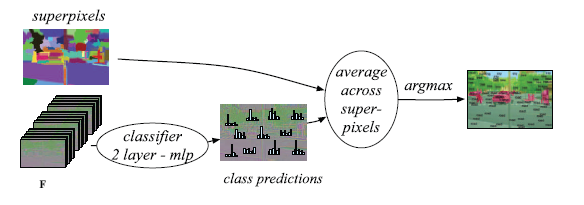 superpixels
average
across
super-
pixels
argmax
classifier
2 layer - mlp
class predictions
F